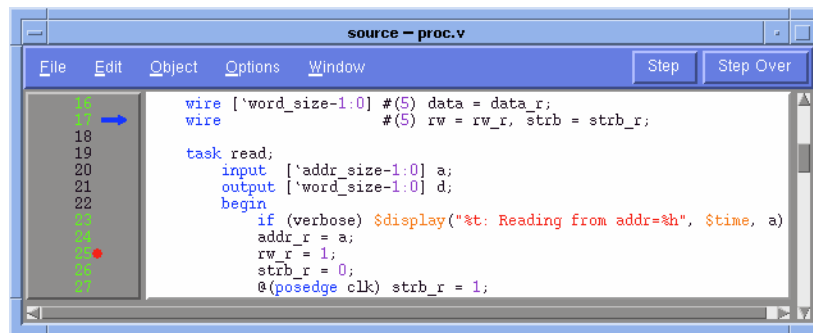 source — proc.v
File Edit Object Options Window Step Step Over
16 wire [`word_size-1:0] #(5) data = data_r;
17 wire #(5) rw = rw_r, strb = strb_r;
18
19 task read;
20 input [`addr_size-1:0] a;
21 output [`word_size-1:0] d;
22 begin
23 if (verbose) $display("%t: Reading from addr=%h", $time, a)
24 addr_r = a;
25 rw_r = 1;
26 strb_r = 0;
27 @(posedge clk) strb_r = 1;